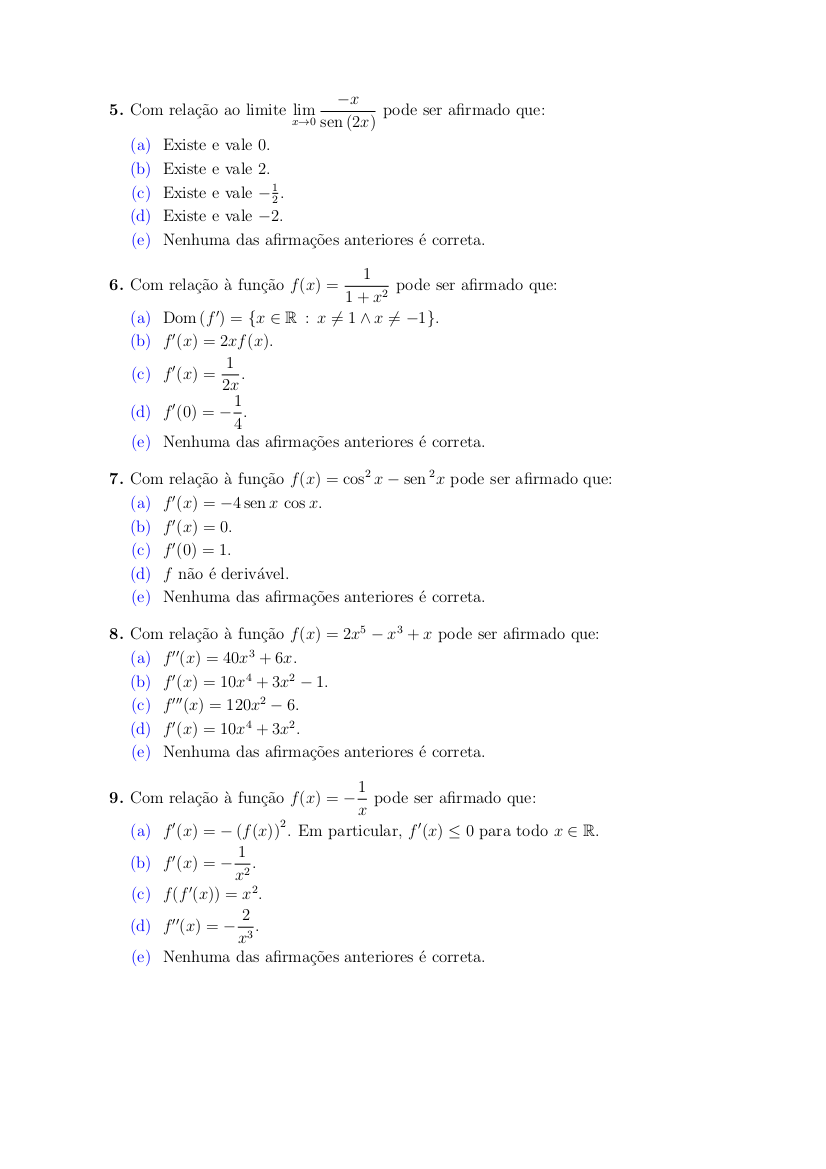 5. Com relação ao limite $\lim_{x \to 0} \frac{-x}{\text{sen}\,(2x)}$ pode ser afirmado que:
(a) Existe e vale 0.
(b) Existe e vale 2.
(c) Existe e vale $-\frac{1}{2}$.
(d) Existe e vale −2.
(e) Nenhuma das afirmações anteriores é correta.
6. Com relação à função $f(x) = \frac{1}{1 + x^2}$ pode ser afirmado que:
(a) Dom $(f') = \{x \in \mathbb{R} \,:\, x \neq 1 \wedge x \neq -1\}$.
(b) $f'(x) = 2xf(x)$.
(c) $f'(x) = \frac{1}{2x}$.
(d) $f'(0) = -\frac{1}{4}$.
(e) Nenhuma das afirmações anteriores é correta.
7. Com relação à função $f(x) = \cos^2 x - \text{sen}\,^2 x$ pode ser afirmado que:
(a) $f'(x) = -4\,\text{sen}\,x\,\cos x$.
(b) $f'(x) = 0$.
(c) $f'(0) = 1$.
(d) $f$ não é derivável.
(e) Nenhuma das afirmações anteriores é correta.
8. Com relação à função $f(x) = 2x^5 - x^3 + x$ pode ser afirmado que:
(a) $f''(x) = 40x^3 + 6x$.
(b) $f'(x) = 10x^4 + 3x^2 - 1$.
(c) $f'''(x) = 120x^2 - 6$.
(d) $f'(x) = 10x^4 + 3x^2$.
(e) Nenhuma das afirmações anteriores é correta.
9. Com relação à função $f(x) = -\frac{1}{x}$ pode ser afirmado que:
(a) $f'(x) = -\,(f(x))^2$. Em particular, $f'(x) \leq 0$ para todo $x \in \mathbb{R}$.
(b) $f'(x) = -\frac{1}{x^2}$.
(c) $f(f'(x)) = x^2$.
(d) $f''(x) = -\frac{2}{x^3}$.
(e) Nenhuma das afirmações anteriores é correta.